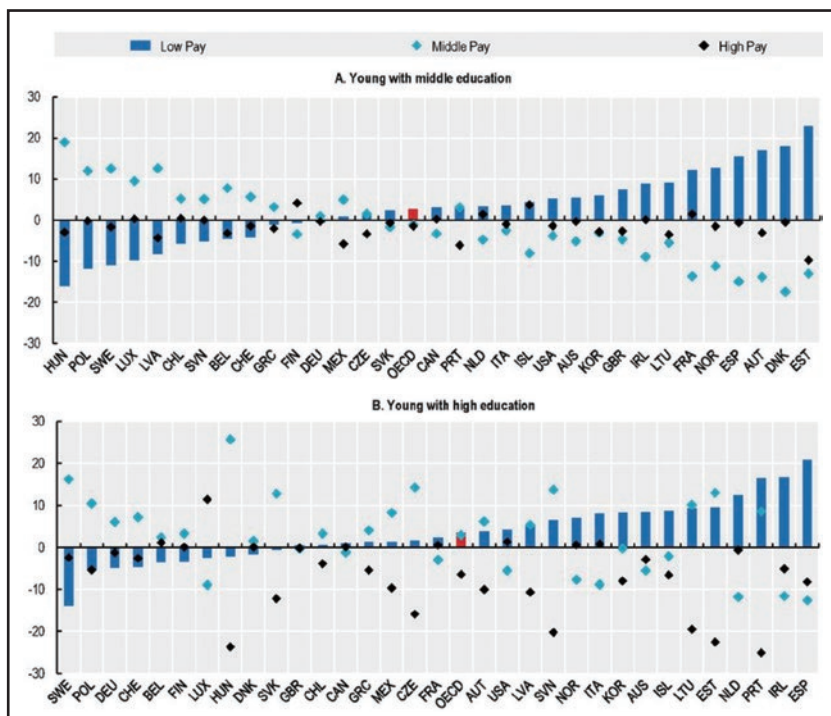 Low Pay Middle Pay High Pay
A. Young with middle education
30
20
10
0
-10
-20
-30
HUN POL SWE LUX LVA CHL SVN BEL CHE GRC FIN DEU MEX CZE SVK OECD CAN PRT NLD ITA ISL USA AUS KOR GBR IRL LTU FRA NOR ESP AUT DNK EST
B. Young with high education
30
20
10
0
-10
-20
-30
SWE POL DEU CHE BEL FIN LUX HUN DNK SVK GBR CHL CAN GRC MEX CZE FRA OECD AUT USA LVA SVN NOR ITA KOR AUS ISL LTU EST NLD PRT IRL ESP